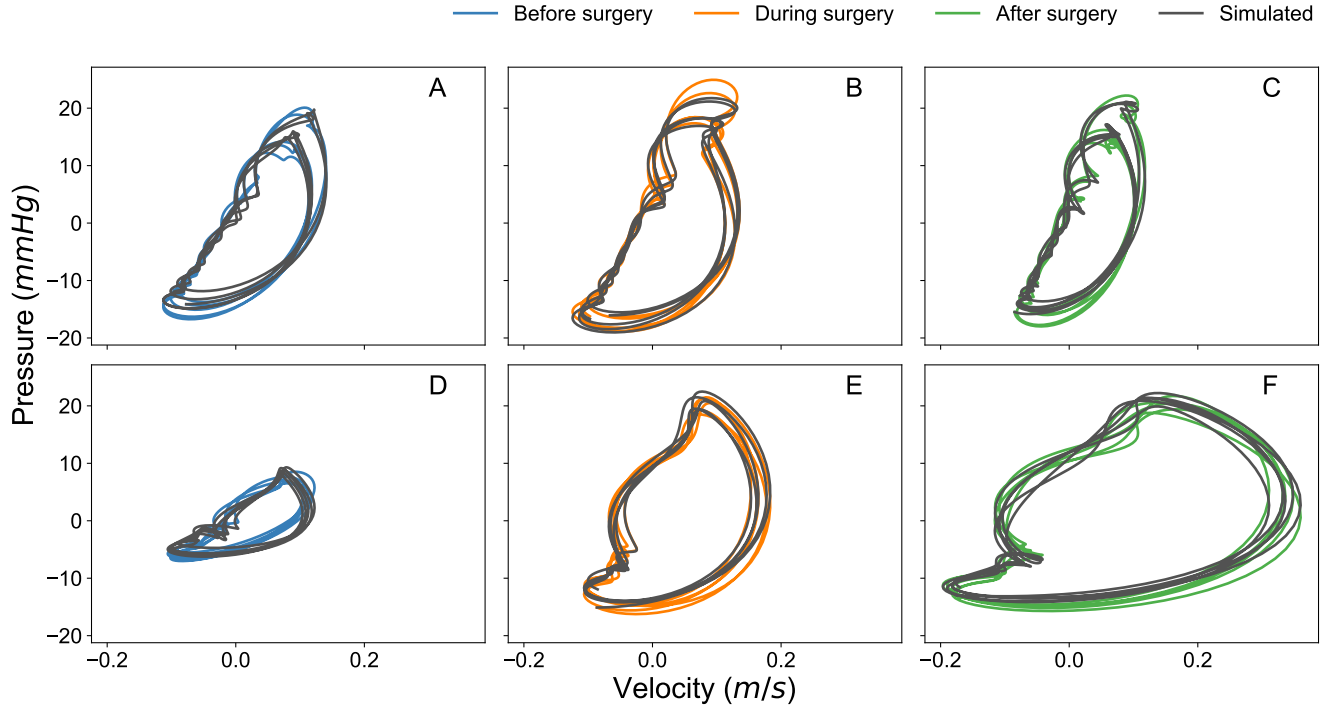 Before surgery During surgery After surgery Simulated
A B C
20
10
0
−10
−20
D E F
20
10
0
−10
−20
Pressure (mmHg)
−0.2 0.0 0.2 −0.2 0.0 0.2 −0.2 0.0 0.2
Velocity (m/s)